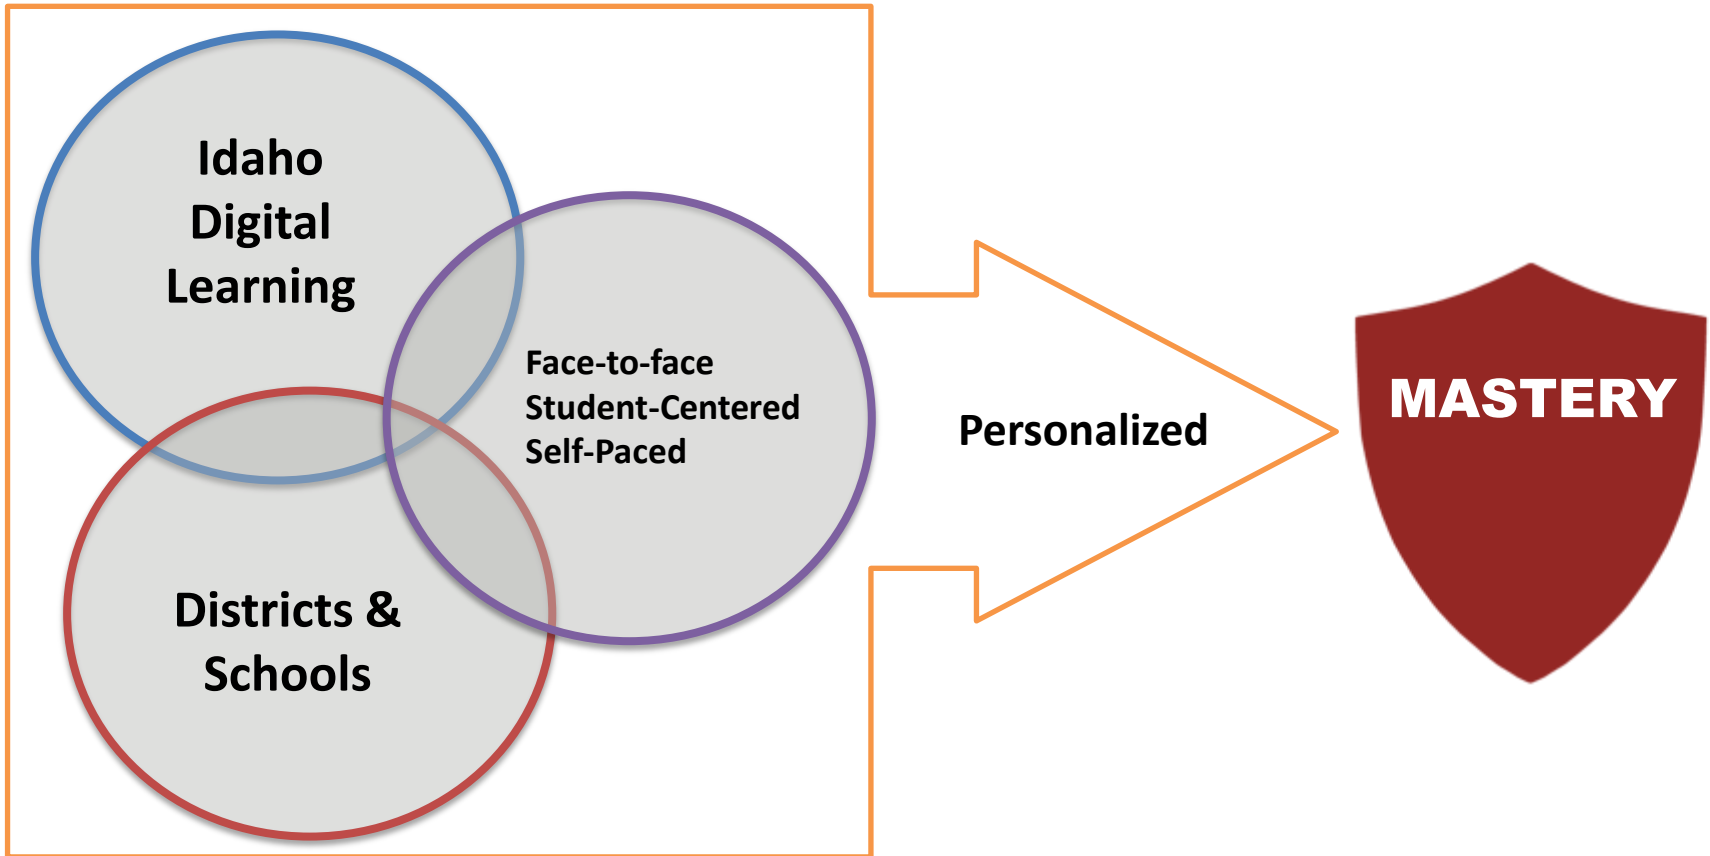 Idaho
Digital
Learning
Face-to-face
Student-Centered
Self-Paced
Districts &
Schools
Personalized
MASTERY